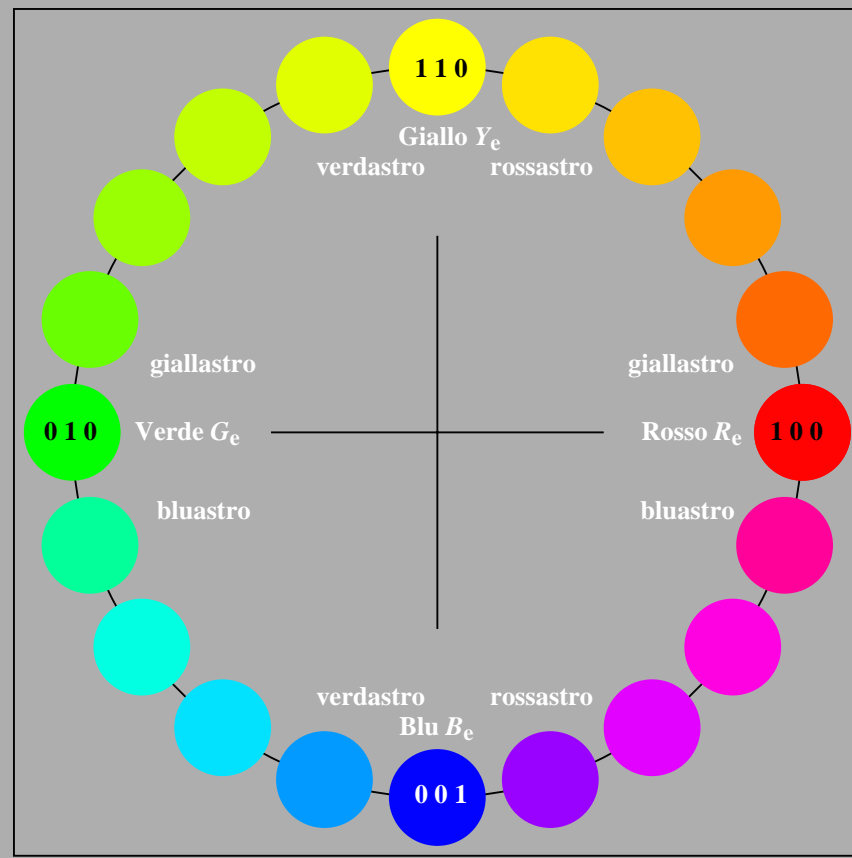 1 1 0
Giallo Yₑ
verdastro rossastro
giallastro giallastro
0 1 0 Verde Gₑ Rosso Rₑ 1 0 0
bluastro bluastro
verdastro rossastro
Blu Bₑ
0 0 1